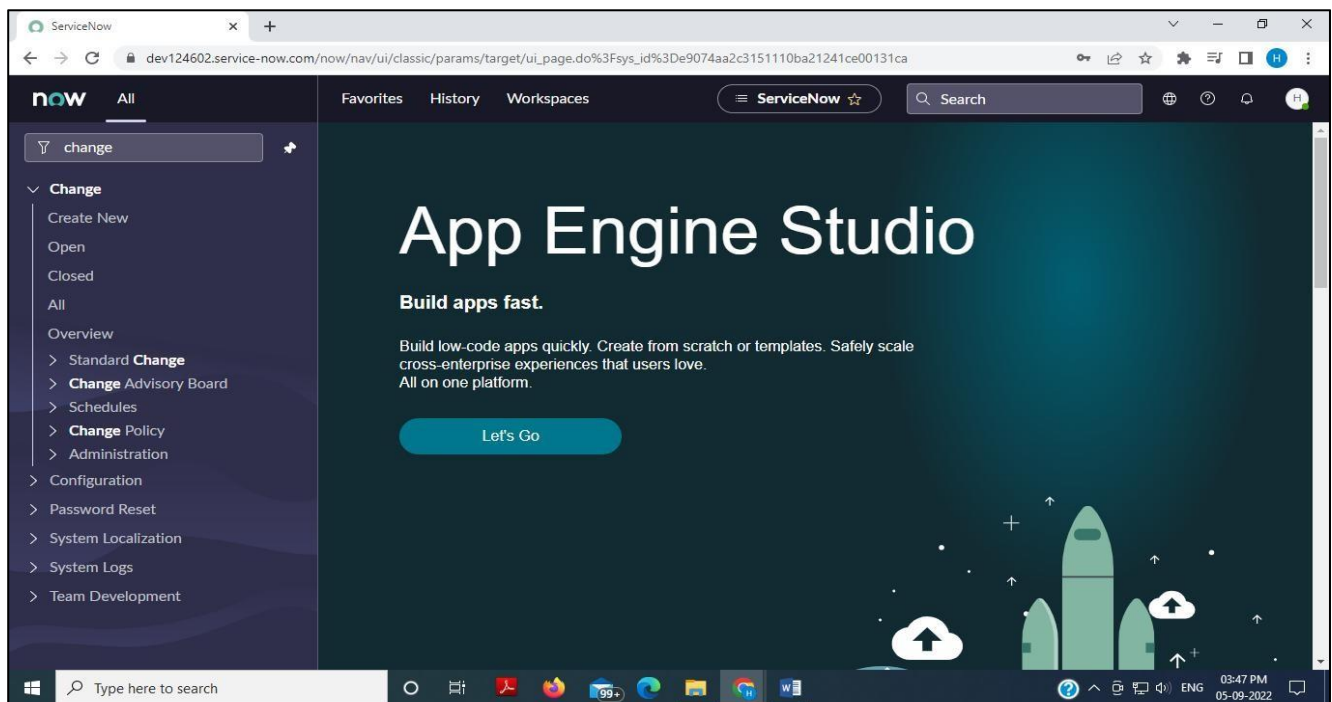 ServiceNow
dev124602.service-now.com/now/nav/ui/classic/params/target/ui_page.do%3Fsys_id%3De9074aa2c3151110ba21241ce00131ca
H
now All Favorites History Workspaces ServiceNow Search H
change
Change
Create New
Open
Closed
All
Overview
Standard Change
Change Advisory Board
Schedules
Change Policy
Administration
Configuration
Password Reset
System Localization
System Logs
Team Development
App Engine Studio
Build apps fast.
Build low-code apps quickly. Create from scratch or templates. Safely scale
cross-enterprise experiences that users love.
All on one platform.
Let's Go
Type here to search
99+
H
W
ENG
03:47 PM
05-09-2022